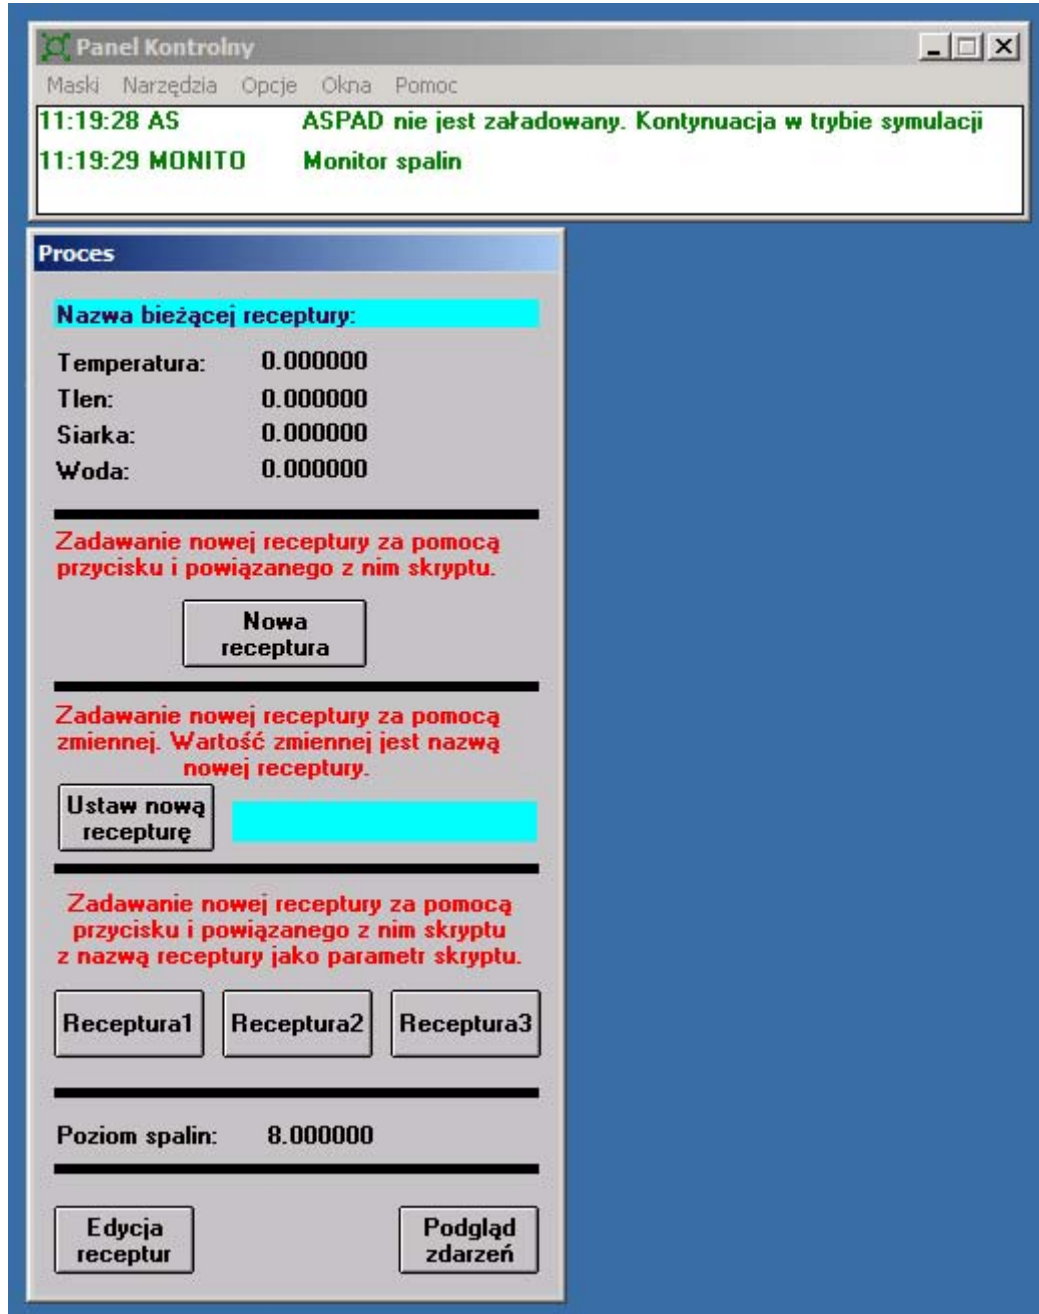 Panel Kontrolny
Maski Narzędzia Opcje Okna Pomoc
11:19:28 AS ASPAD nie jest załadowany. Kontynuacja w trybie symulacji
11:19:29 MONITO Monitor spalin
Proces
Nazwa bieżącej receptury:
Temperatura: 0.000000
Tlen: 0.000000
Siarka: 0.000000
Woda: 0.000000
Zadawanie nowej receptury za pomocą
przycisku i powiązanego z nim skryptu.
Nowa
receptura
Zadawanie nowej receptury za pomocą
zmiennej. Wartość zmiennej jest nazwą
nowej receptury.
Ustaw nową
recepturę
Zadawanie nowej receptury za pomocą
przycisku i powiązanego z nim skryptu
z nazwą receptury jako parametr skryptu.
Receptura1 Receptura2 Receptura3
Poziom spalin: 8.000000
Edycja
receptur
Podgląd
zdarzeń